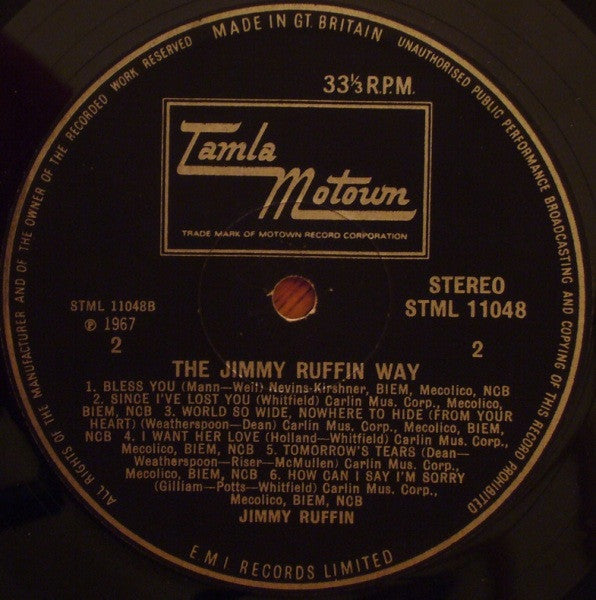 MADE IN GT. BRITAIN
UNAUTHORISED PUBLIC PERFORMANCE BROADCASTING AND COPYING OF THIS RECORD PROHIBITED
ALL RIGHTS OF THE MANUFACTURER AND OF THE OWNER OF THE RECORDED WORK RESERVED
33⅓ R.P.M.
Tamla
Motown
TRADE MARK OF MOTOWN RECORD CORPORATION
STEREO
STML 11048
STML 11048B
℗ 1967
2
2
THE JIMMY RUFFIN WAY
1. BLESS YOU (Mann—Weil) Nevins-Kirshner, BIEM, Mecolico, NCB
2. SINCE I'VE LOST YOU (Whitfield) Carlin Mus. Corp., Mecolico,
BIEM, NCB 3. WORLD SO WIDE, NOWHERE TO HIDE (FROM YOUR
HEART) (Weatherspoon—Dean) Carlin Mus. Corp., Mecolico, BIEM,
NCB 4. I WANT HER LOVE (Holland—Whitfield) Carlin Mus. Corp.,
Mecolico, BIEM, NCB 5. TOMORROW'S TEARS (Dean—
Weatherspoon—Riser—McMullen) Carlin Mus. Corp.,
Mecolico, BIEM, NCB 6. HOW CAN I SAY I'M SORRY
(Gilliam—Potts—Whitfield) Carlin Mus. Corp.,
Mecolico, BIEM, NCB
JIMMY RUFFIN
EMI RECORDS LIMITED